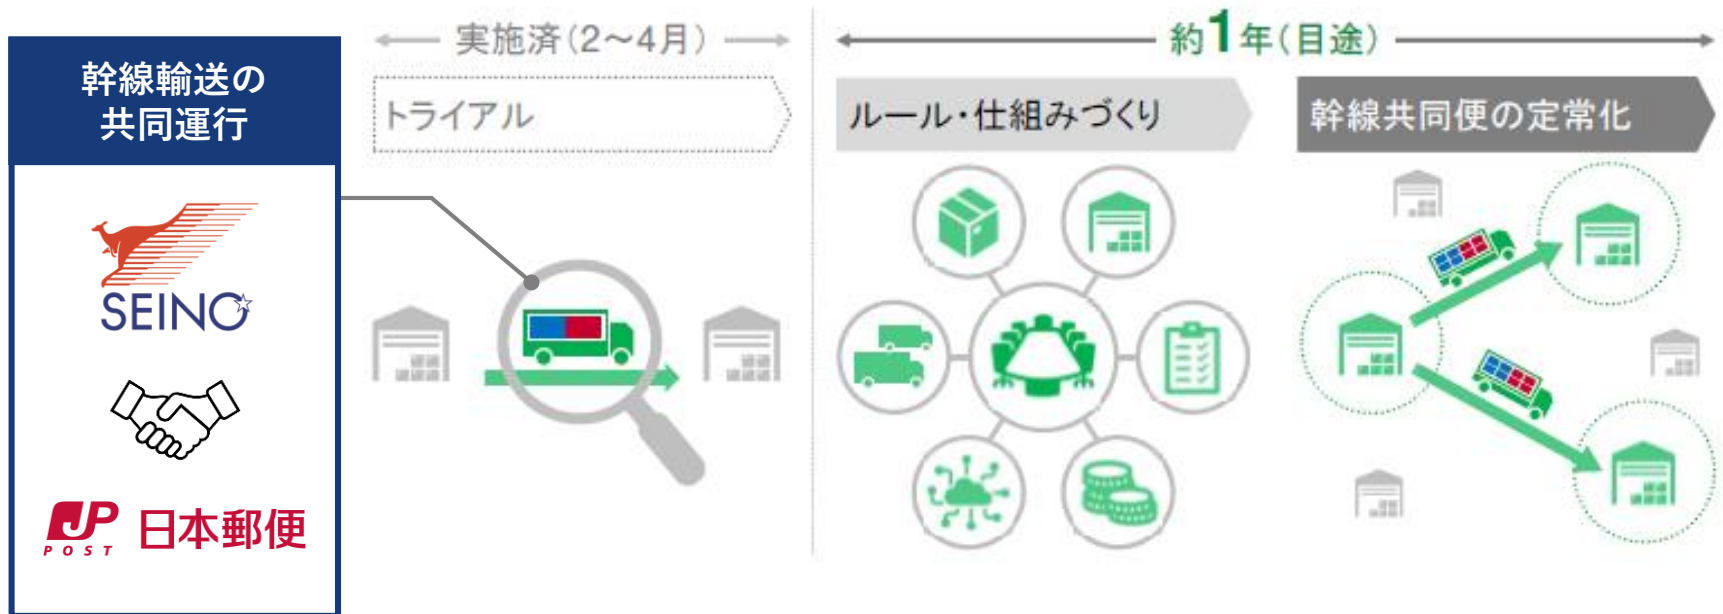 幹線輸送の
共同運行
SEINO
JP
POST
日本郵便
実施済(2～4月)
トライアル
約1年(目途)
ルール・仕組みづくり
幹線共同便の定常化